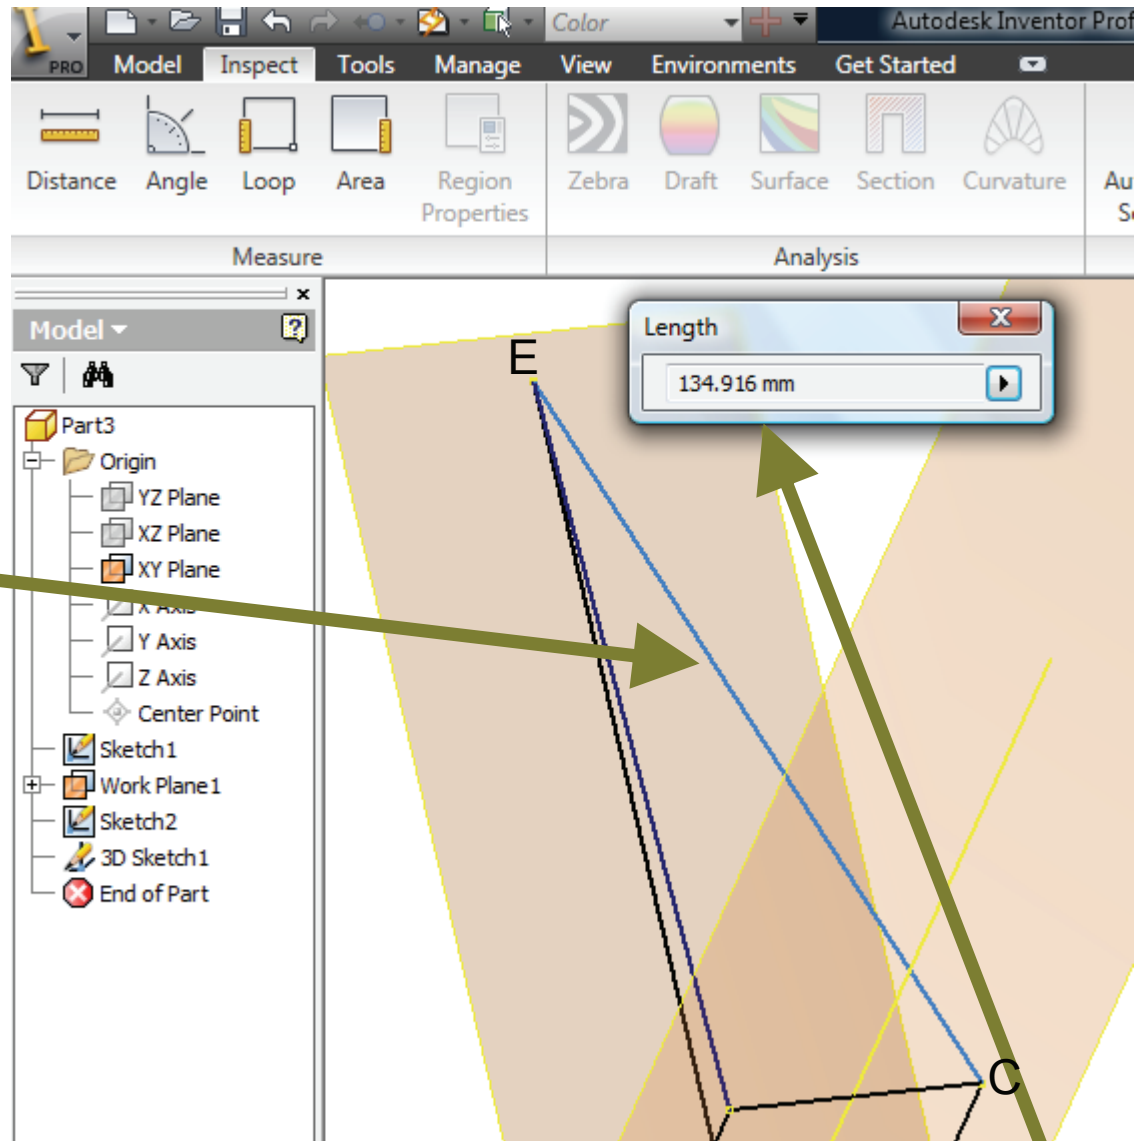 Color
Autodesk Inventor Prof
PRO
Model Inspect Tools Manage View Environments Get Started
Distance Angle Loop Area Region Properties Zebra Draft Surface Section Curvature Au
S
Measure Analysis
Model
Part3
Origin
YZ Plane
XZ Plane
XY Plane
X Axis
Y Axis
Z Axis
Center Point
Sketch1
Work Plane1
Sketch2
3D Sketch1
End of Part
Length
134.916 mm
E
C